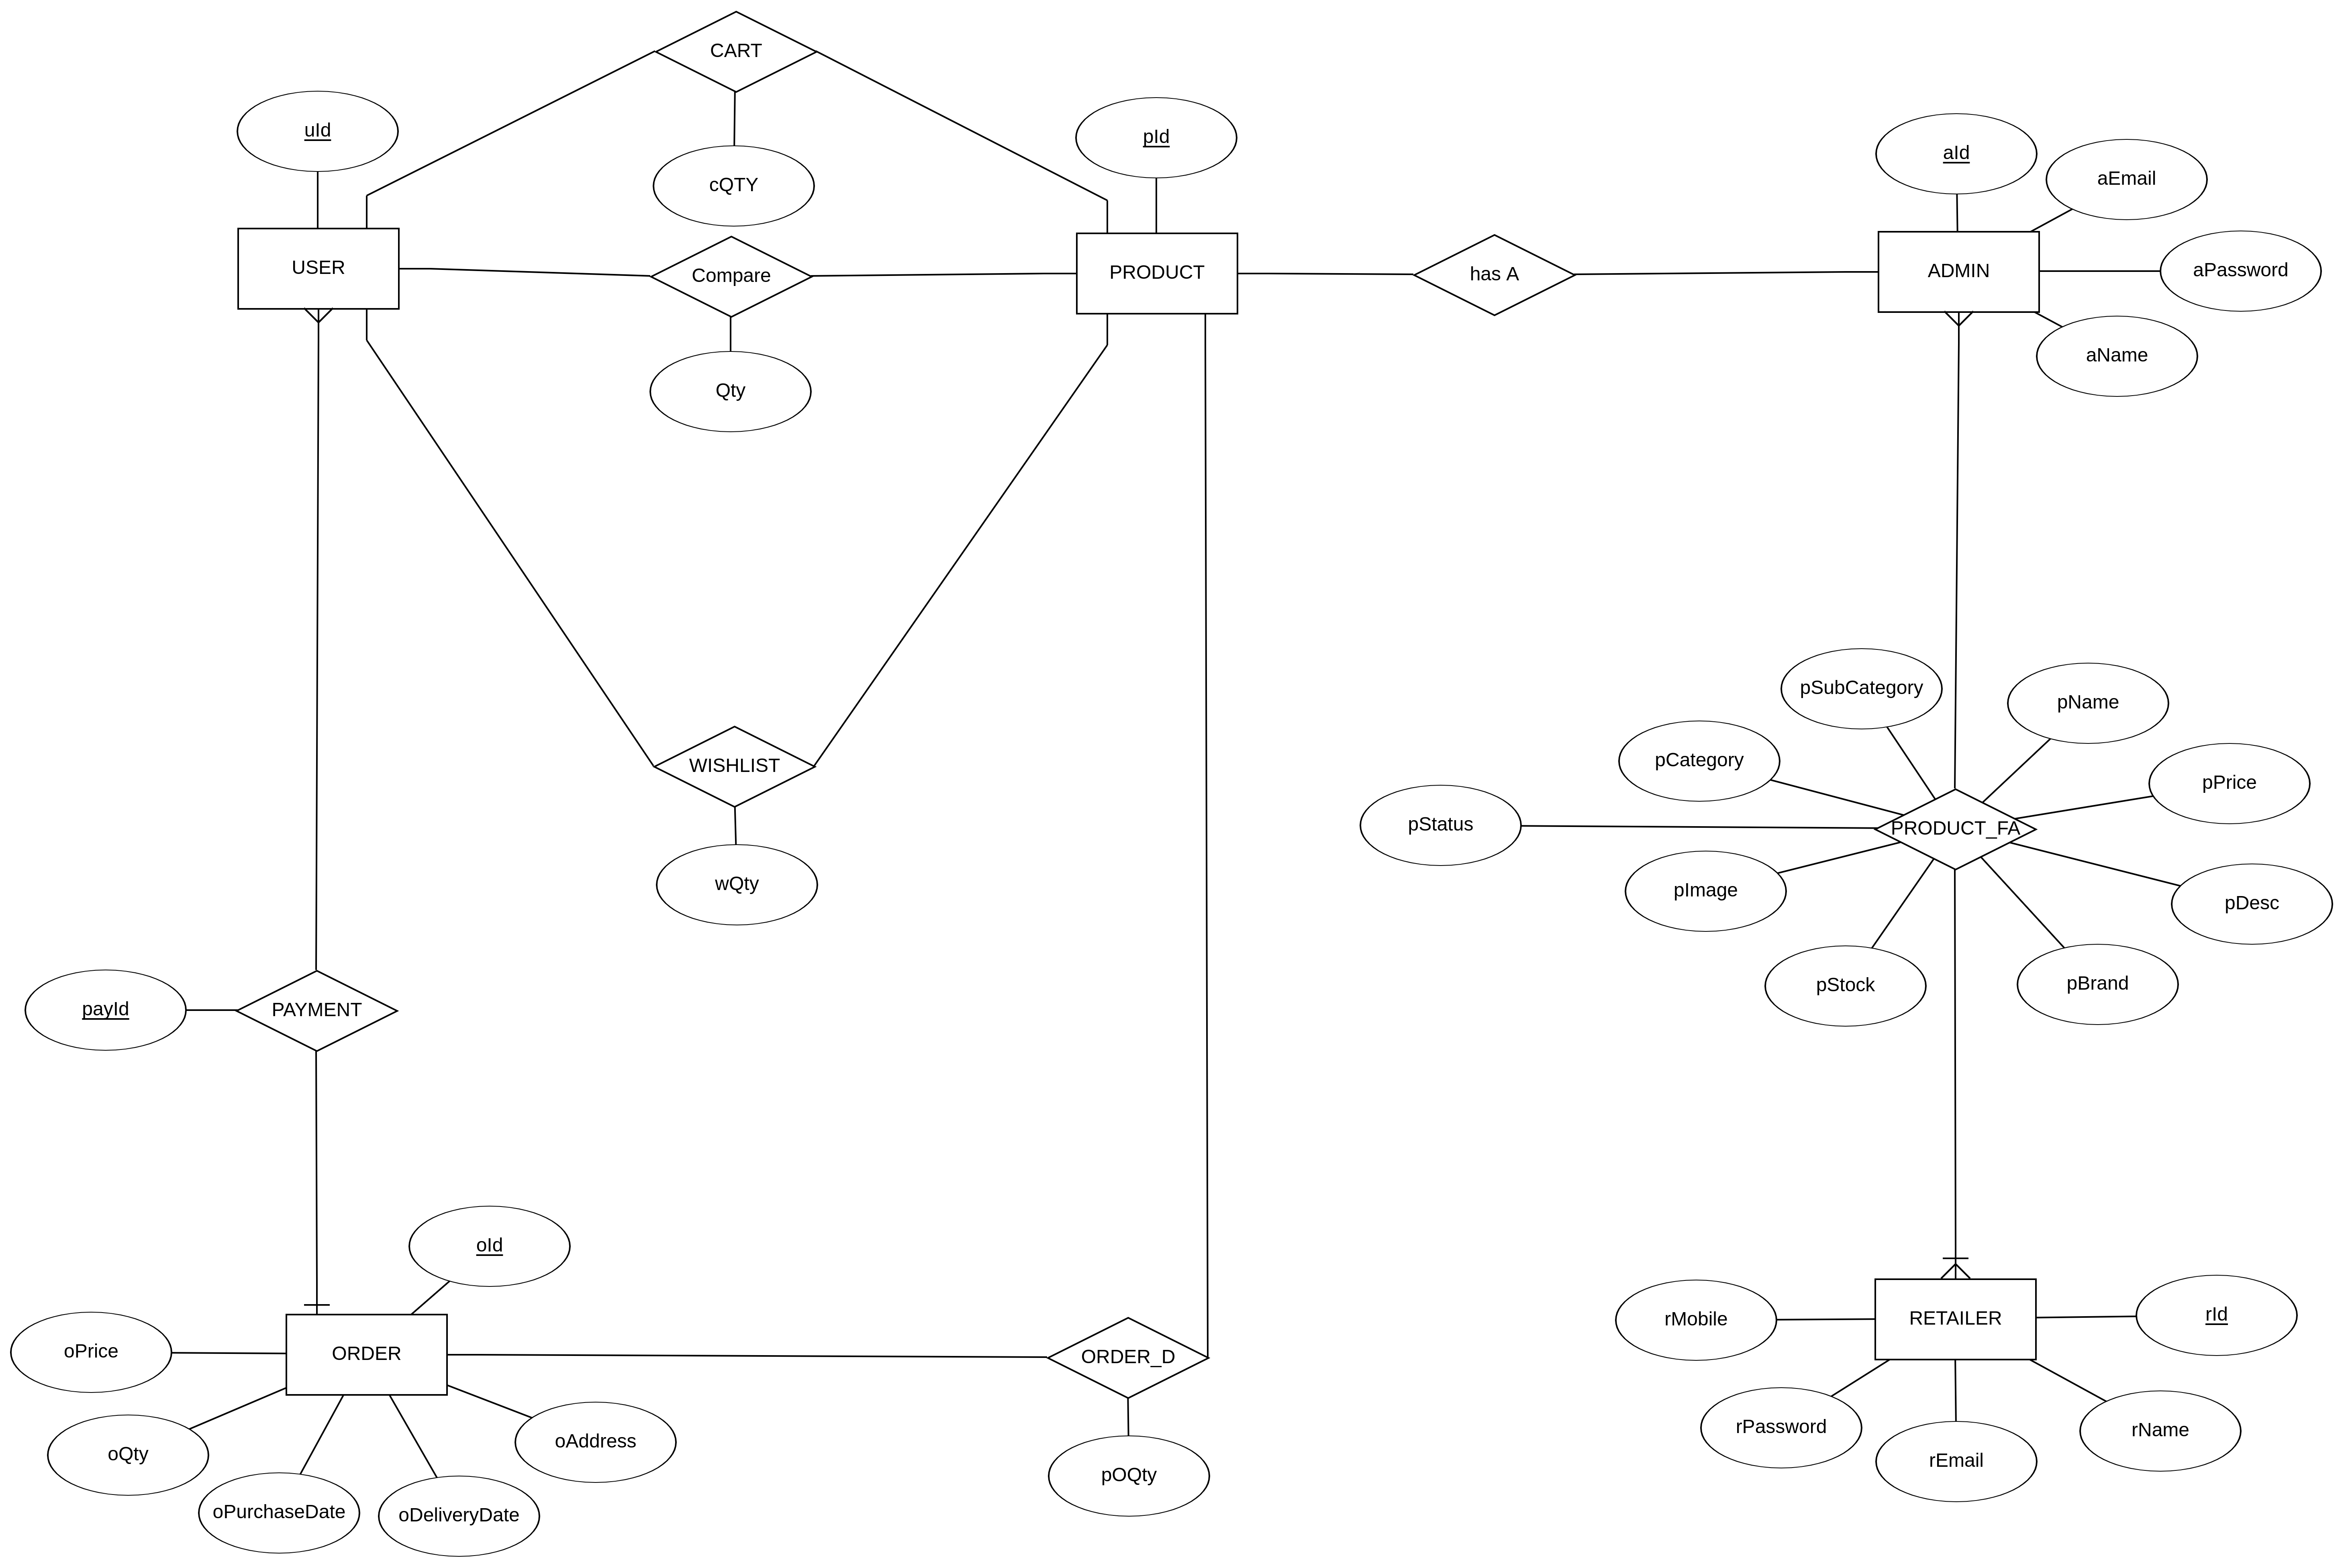 CART
uId
pId
aId
aEmail
cQTY
USER
Compare
PRODUCT
has A
ADMIN
aPassword
aName
Qty
pSubCategory
pName
pCategory
pPrice
WISHLIST
pStatus
PRODUCT_FA
wQty
pImage
pDesc
pStock
pBrand
payId
PAYMENT
oId
rMobile
RETAILER
rId
oPrice
ORDER
ORDER_D
oQty
oAddress
rPassword
rName
rEmail
pOQty
oPurchaseDate
oDeliveryDate